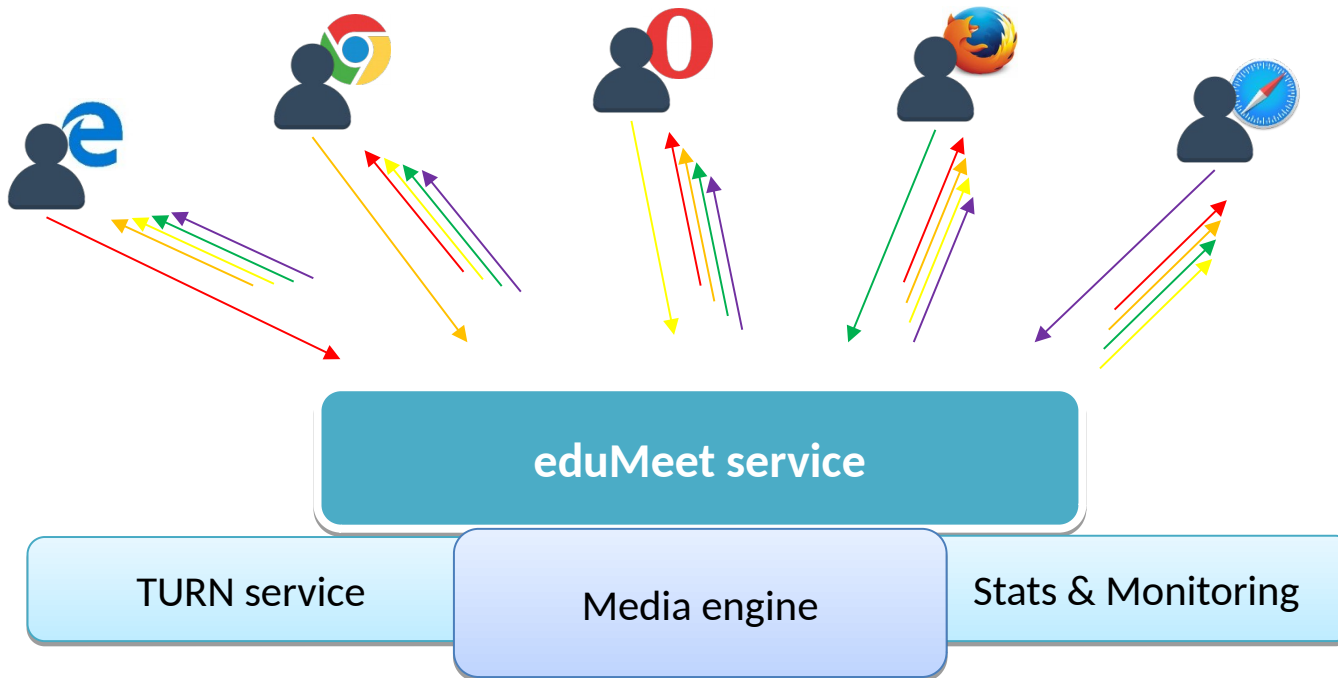 eduMeet service
TURN service
Media engine
Stats & Monitoring